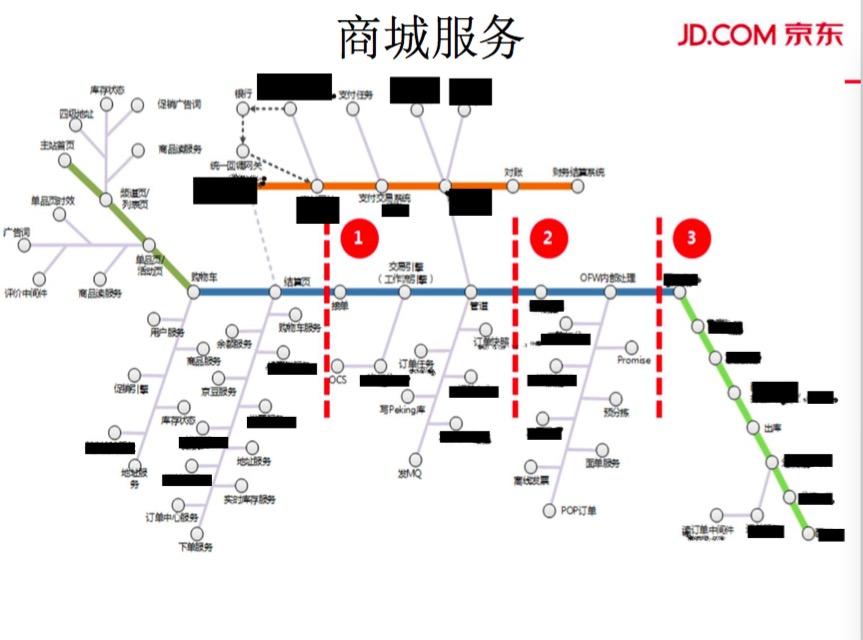 商城服务
JD.COM 京东
库存状态
促销广告词
四级地址
主站首页
商品读服务
频道页/
列表页
单品页时效
广告词
单品页/
活动页
评价中间件
商品读服务
银行
支付任务
统一回调网关
支付交易系统
对账
财务结算系统
1
2
3
购物车
结算页
接单
交易引擎
(工作流引擎)
管道
OFW内部处理
用户服务
商品服务
促销引擎
库存状态
地址服
务
购物车服务
余额服务
京豆服务
地址服务
实时库存服务
订单中心服务
下单服务
OCS
订单快照
订单任务
写Peking库
发MQ
Promise
预分拣
面单服务
离线发票
POP订单
出库
读订单中间件